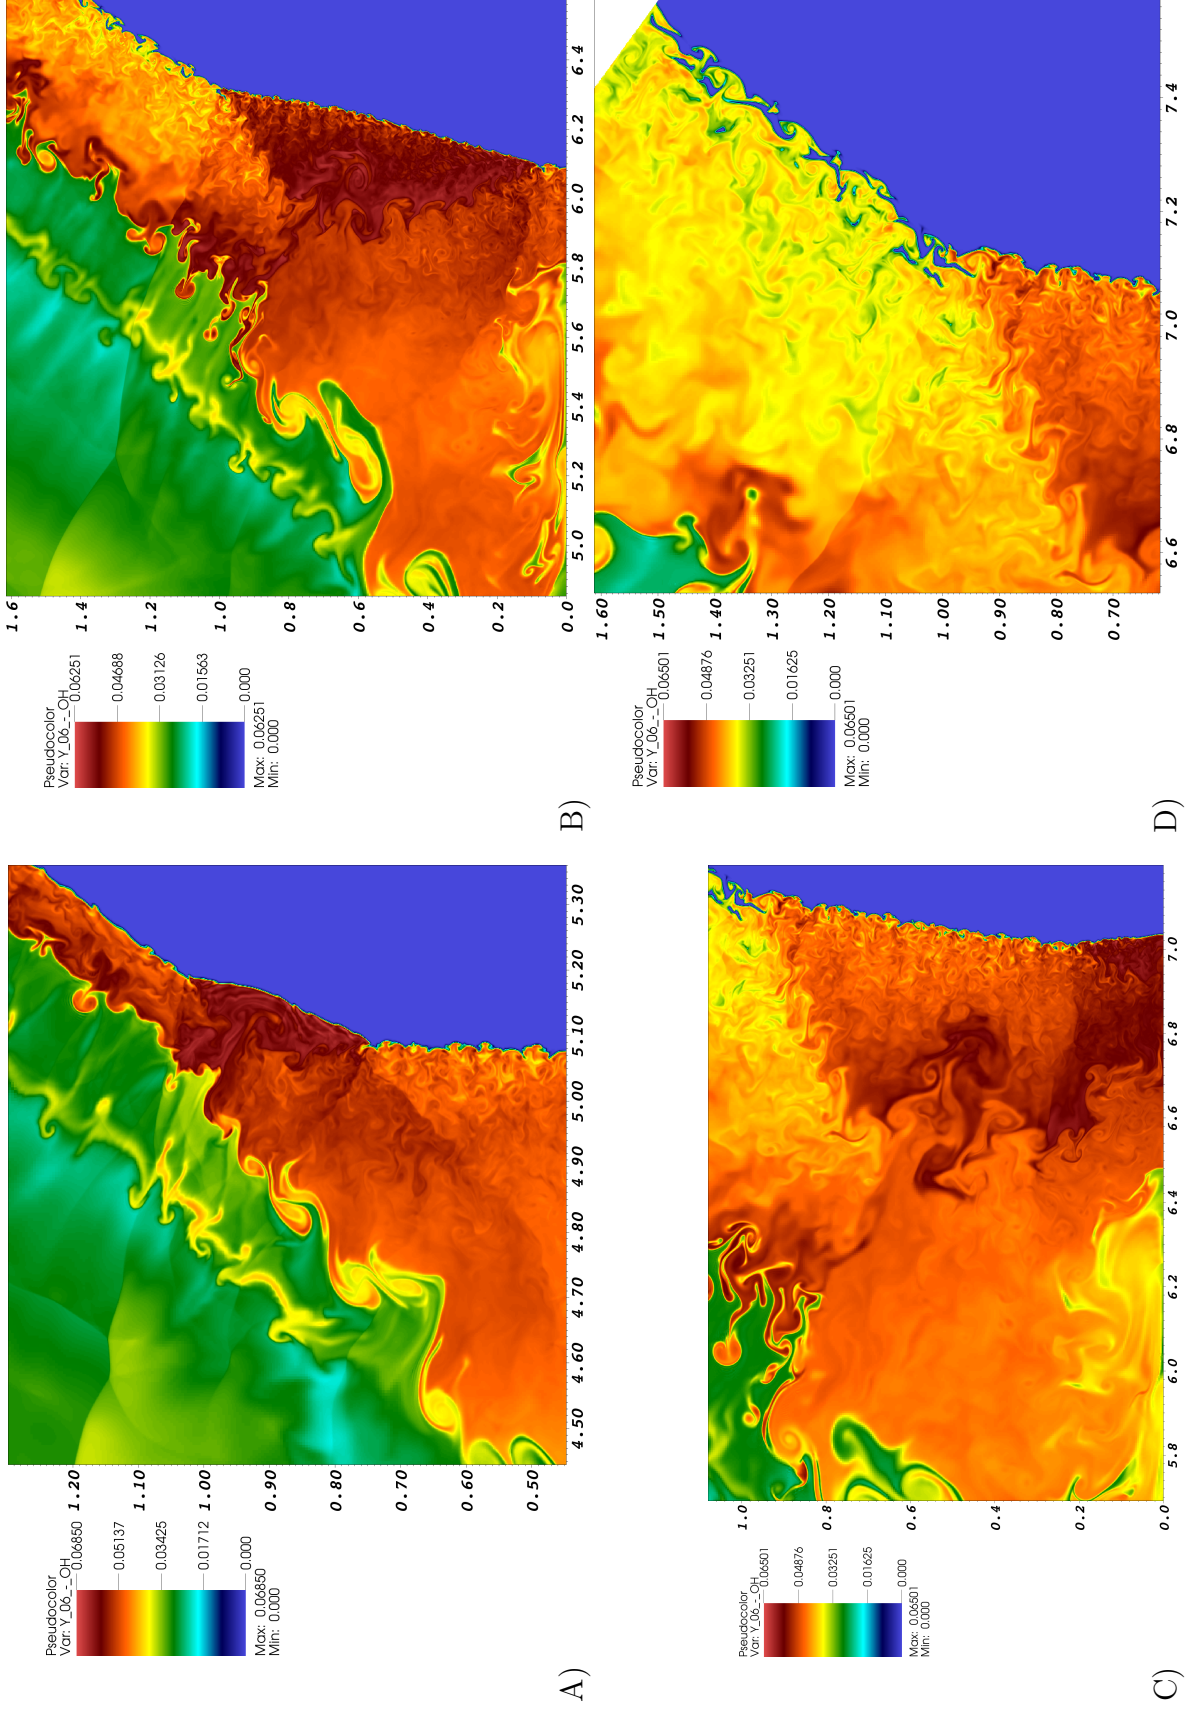 Pseudocolor
Var: Y_06_-_OH
0.06850
0.05137
0.03425
0.01712
0.000
Max: 0.06850
Min: 0.000
1.20
1.10
1.00
0.90
0.80
0.70
0.60
0.50
4.50 4.60 4.70 4.80 4.90 5.00 5.10 5.20 5.30
A)
Pseudocolor
Var: Y_06_-_OH
0.06251
0.04688
0.03126
0.01563
0.000
Max: 0.06251
Min: 0.000
1.6
1.4
1.2
1.0
0.8
0.6
0.4
0.2
0.0
5.0 5.2 5.4 5.6 5.8 6.0 6.2 6.4
B)
Pseudocolor
Var: Y_06_-_OH
0.06501
0.04876
0.03251
0.01625
0.000
Max: 0.06501
Min: 0.000
1.0
0.8
0.6
0.4
0.2
0.0
5.8 6.0 6.2 6.4 6.6 6.8 7.0
C)
Pseudocolor
Var: Y_06_-_OH
0.06501
0.04876
0.03251
0.01625
0.000
Max: 0.06501
Min: 0.000
1.60
1.50
1.40
1.30
1.20
1.10
1.00
0.90
0.80
0.70
6.6 6.8 7.0 7.2 7.4
D)